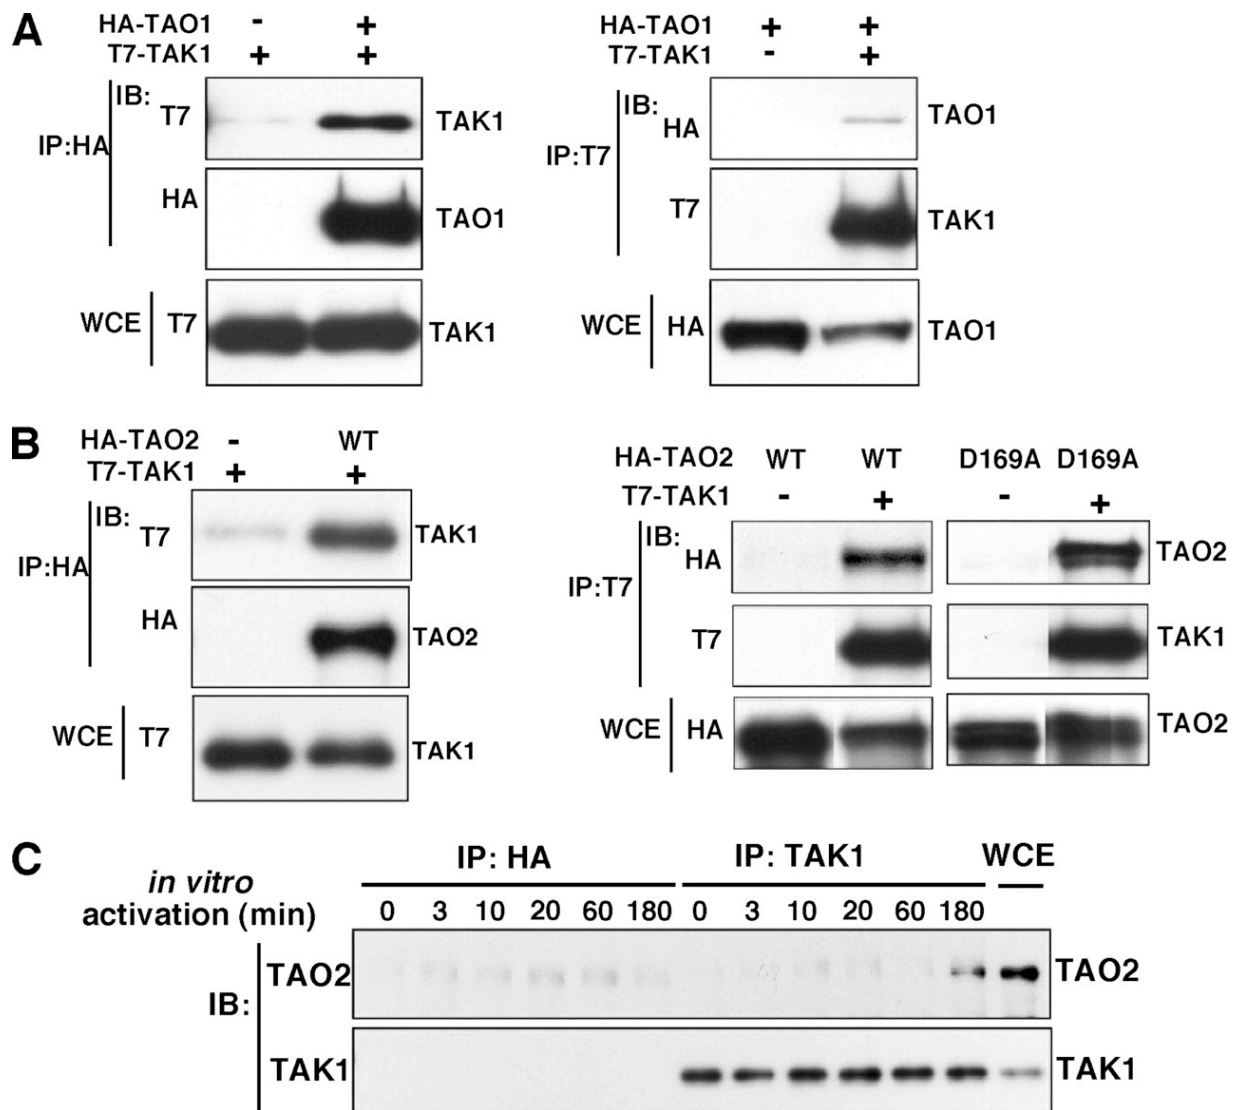 A
HA-TAO1 - +
T7-TAK1 + +
IB: T7 TAK1
IP:HA
HA TAO1
WCE T7 TAK1
HA-TAO1 + +
T7-TAK1 - +
IB: HA TAO1
IP:T7
T7 TAK1
WCE HA TAO1
B
HA-TAO2 - WT
T7-TAK1 + +
IB: T7 TAK1
IP:HA
HA TAO2
WCE T7 TAK1
HA-TAO2 WT WT D169A D169A
T7-TAK1 - + - +
IB: HA TAO2
IP:T7
T7 TAK1
WCE HA TAO2
C
IP: HA IP: TAK1 WCE
in vitro
activation (min) 0 3 10 20 60 180 0 3 10 20 60 180
TAO2 TAO2
IB:
TAK1 TAK1